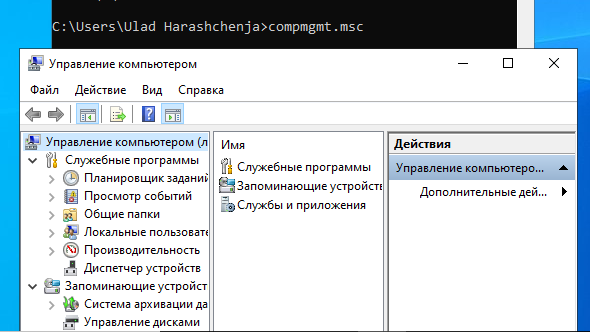 C:\Users\Ulad Harashchenja>compmgmt.msc
Управление компьютером
Файл Действие Вид Справка
Управление компьютером (л
Служебные программы
Планировщик заданий
Просмотр событий
Общие папки
Локальные пользовате
Производительность
Диспетчер устройств
Запоминающие устройст
Система архивации да
Управление дисками
Имя
Служебные программы
Запоминающие устройств
Службы и приложения
Действия
Управление компьютеро...
Дополнительные дей...